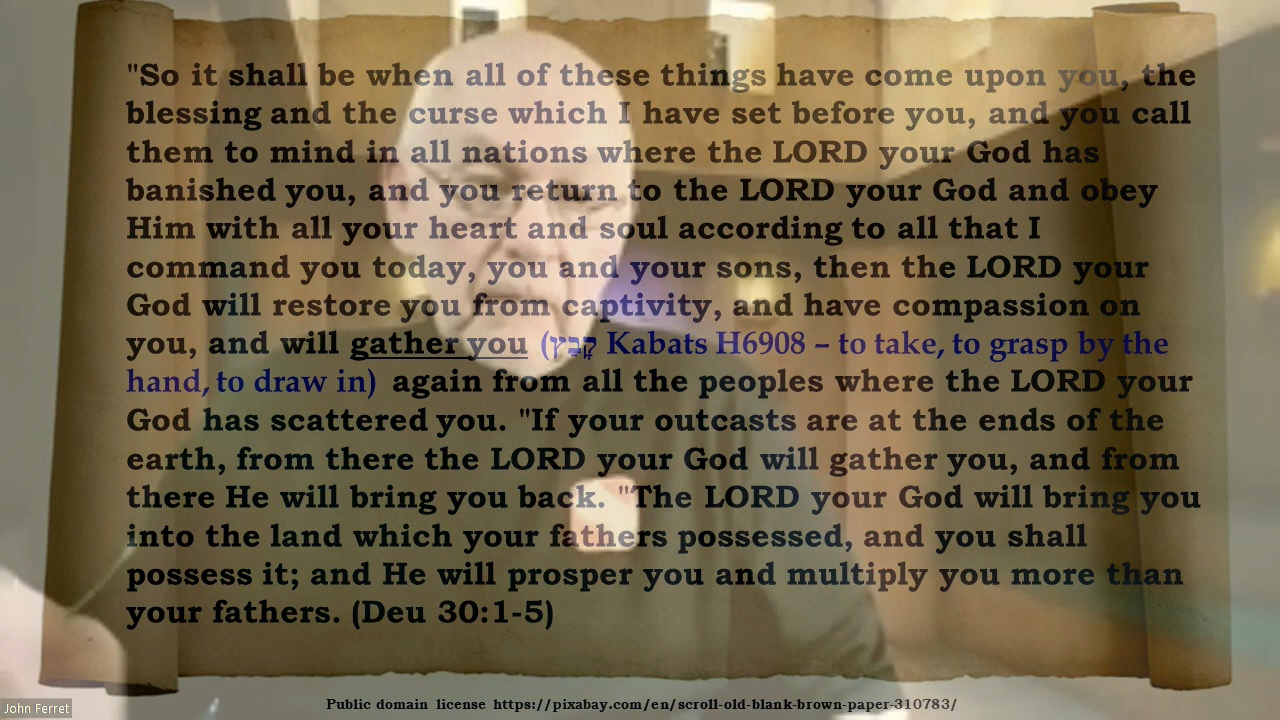 "So it shall be when all of these things have come upon you, the
blessing and the curse which I have set before you, and you call
them to mind in all nations where the LORD your God has
banished you, and you return to the LORD your God and obey
Him with all your heart and soul according to all that I
command you today, you and your sons, then the LORD your
God will restore you from captivity, and have compassion on
you, and will gather you (קָבַץ Kabats H6908 – to take, to grasp by the
hand, to draw in) again from all the peoples where the LORD your
God has scattered you. "If your outcasts are at the ends of the
earth, from there the LORD your God will gather you, and from
there He will bring you back. "The LORD your God will bring you
into the land which your fathers possessed, and you shall
possess it; and He will prosper you and multiply you more than
your fathers. (Deu 30:1-5)
John Ferret
Public domain license https://pixabay.com/en/scroll-old-blank-brown-paper-310783/